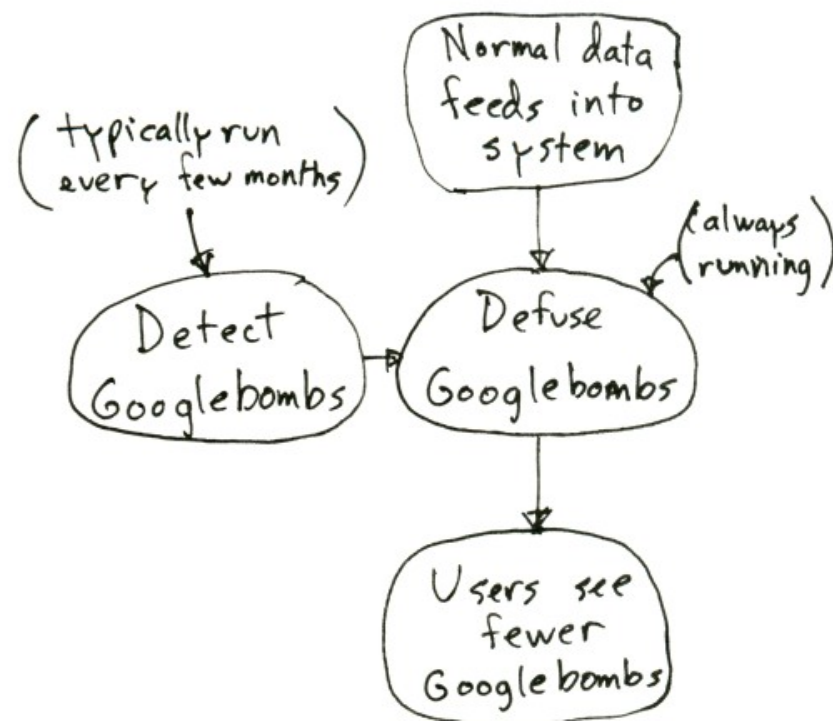 Normal data
feeds into
system
(typically run
every few months)
(always
running)
Detect
Googlebombs
Defuse
Googlebombs
Users see
fewer
Googlebombs